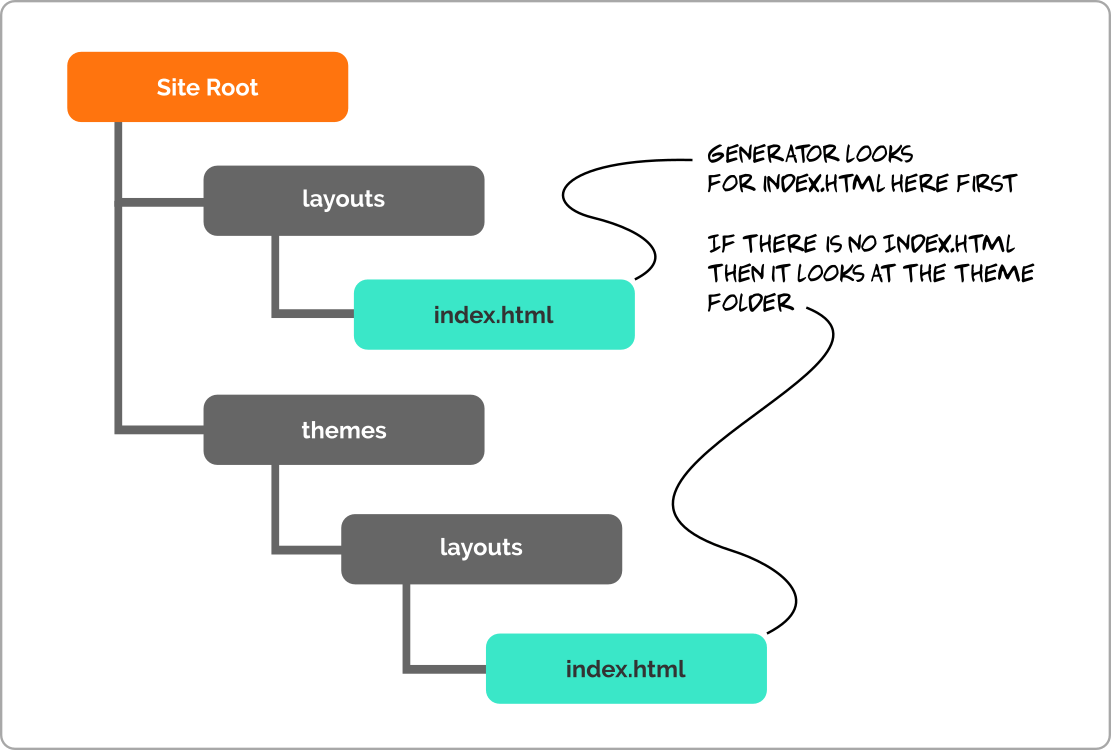 Site Root
layouts
GENERATOR LOOKS
FOR INDEX.HTML HERE FIRST
IF THERE IS NO INDEX.HTML
THEN IT LOOKS AT THE THEME
FOLDER
index.html
themes
layouts
index.html